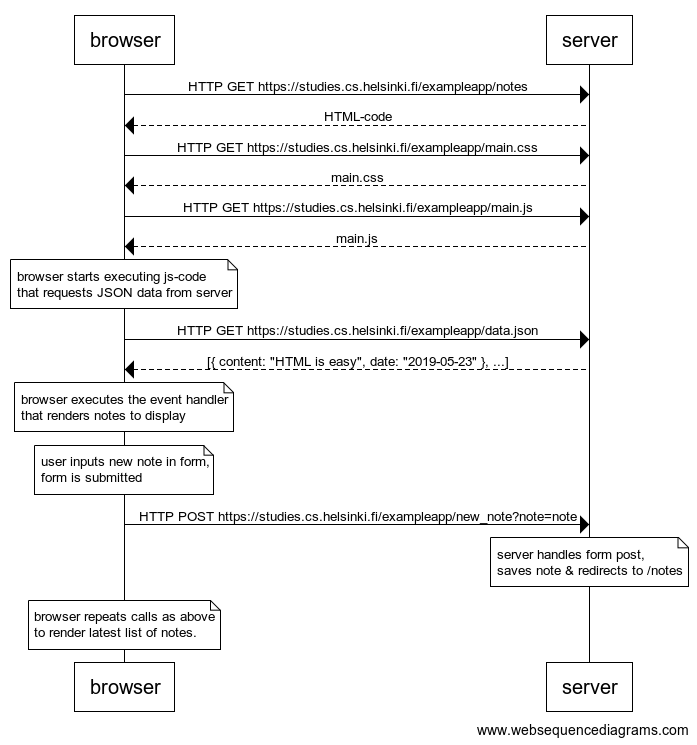 browser server
HTTP GET https://studies.cs.helsinki.fi/exampleapp/notes
HTML-code
HTTP GET https://studies.cs.helsinki.fi/exampleapp/main.css
main.css
HTTP GET https://studies.cs.helsinki.fi/exampleapp/main.js
main.js
browser starts executing js-code
that requests JSON data from server
HTTP GET https://studies.cs.helsinki.fi/exampleapp/data.json
[{ content: "HTML is easy", date: "2019-05-23" }, ...]
browser executes the event handler
that renders notes to display
user inputs new note in form,
form is submitted
HTTP POST https://studies.cs.helsinki.fi/exampleapp/new_note?note=note
server handles form post,
saves note & redirects to /notes
browser repeats calls as above
to render latest list of notes.
browser server
www.websequencediagrams.com